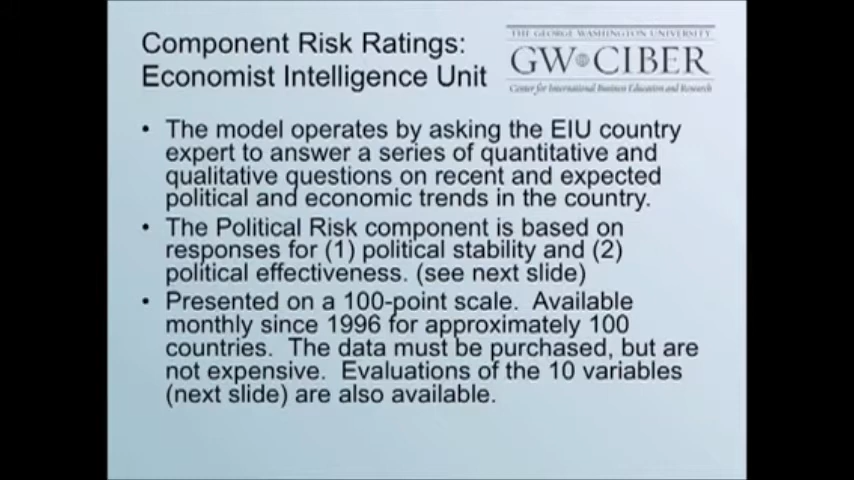 Component Risk Ratings:
Economist Intelligence Unit
THE GEORGE WASHINGTON UNIVERSITY
GW CIBER
Center for International Business Education and Research
• The model operates by asking the EIU country
expert to answer a series of quantitative and
qualitative questions on recent and expected
political and economic trends in the country.
• The Political Risk component is based on
responses for (1) political stability and (2)
political effectiveness. (see next slide)
• Presented on a 100-point scale.  Available
monthly since 1996 for approximately 100
countries.  The data must be purchased, but are
not expensive.  Evaluations of the 10 variables
(next slide) are also available.